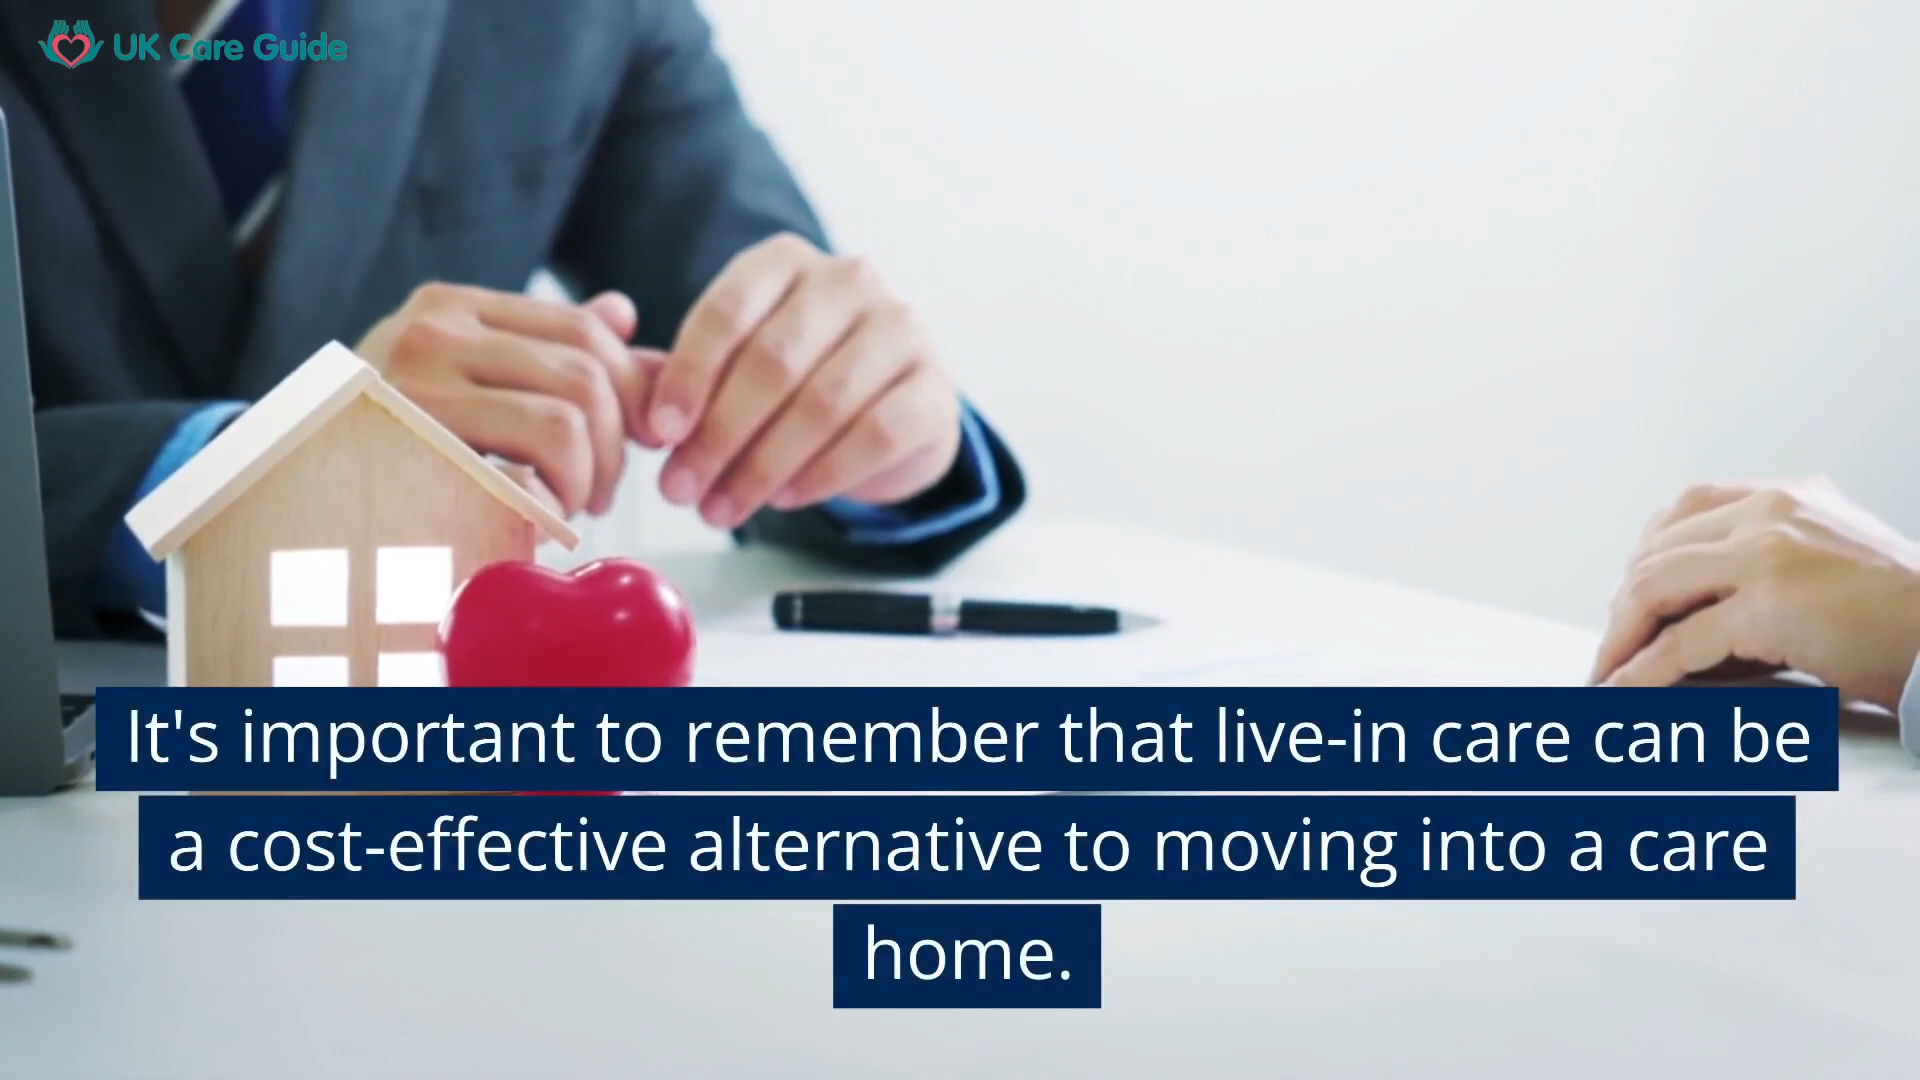 UK Care Guide
It's important to remember that live-in care can be
a cost-effective alternative to moving into a care
home.